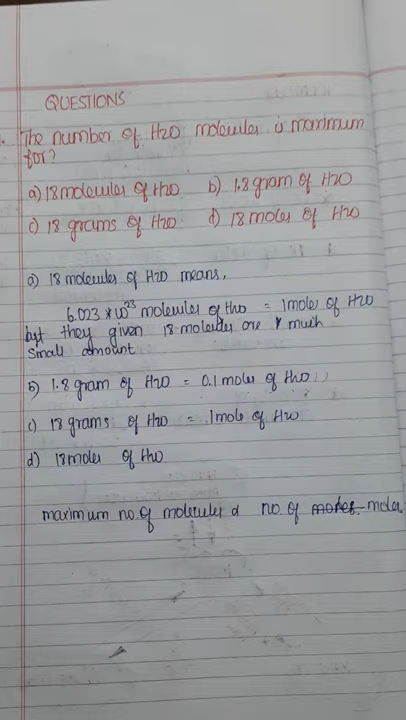 QUESTIONS
1. The number of H2O molecules is maximum
for?
a) 18 molecules of H2O b) 1.8 gram of H2O
c) 18 grams of H2O d) 18 moles of H2O
a) 18 molecules of H2O means,
6.023 * 10^23 molecules of H2O = 1 moles of H2O
but they given 18 molecules are much
small amount
b) 1.8 gram of H2O = 0.1 moles of H2O
c) 18 grams of H2O = 1 mole of H2O
d) 18 moles of H2O
maximum no. of molecules α no. of moles